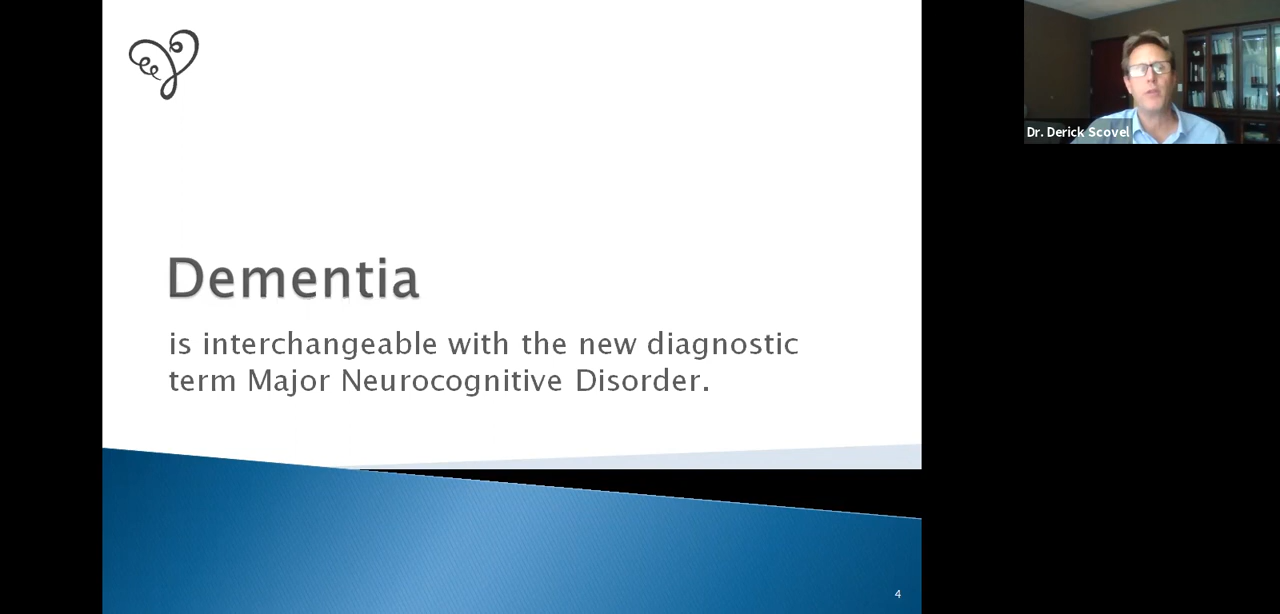 Dementia
is interchangeable with the new diagnostic
term Major Neurocognitive Disorder.
4
Dr. Derick Scovel